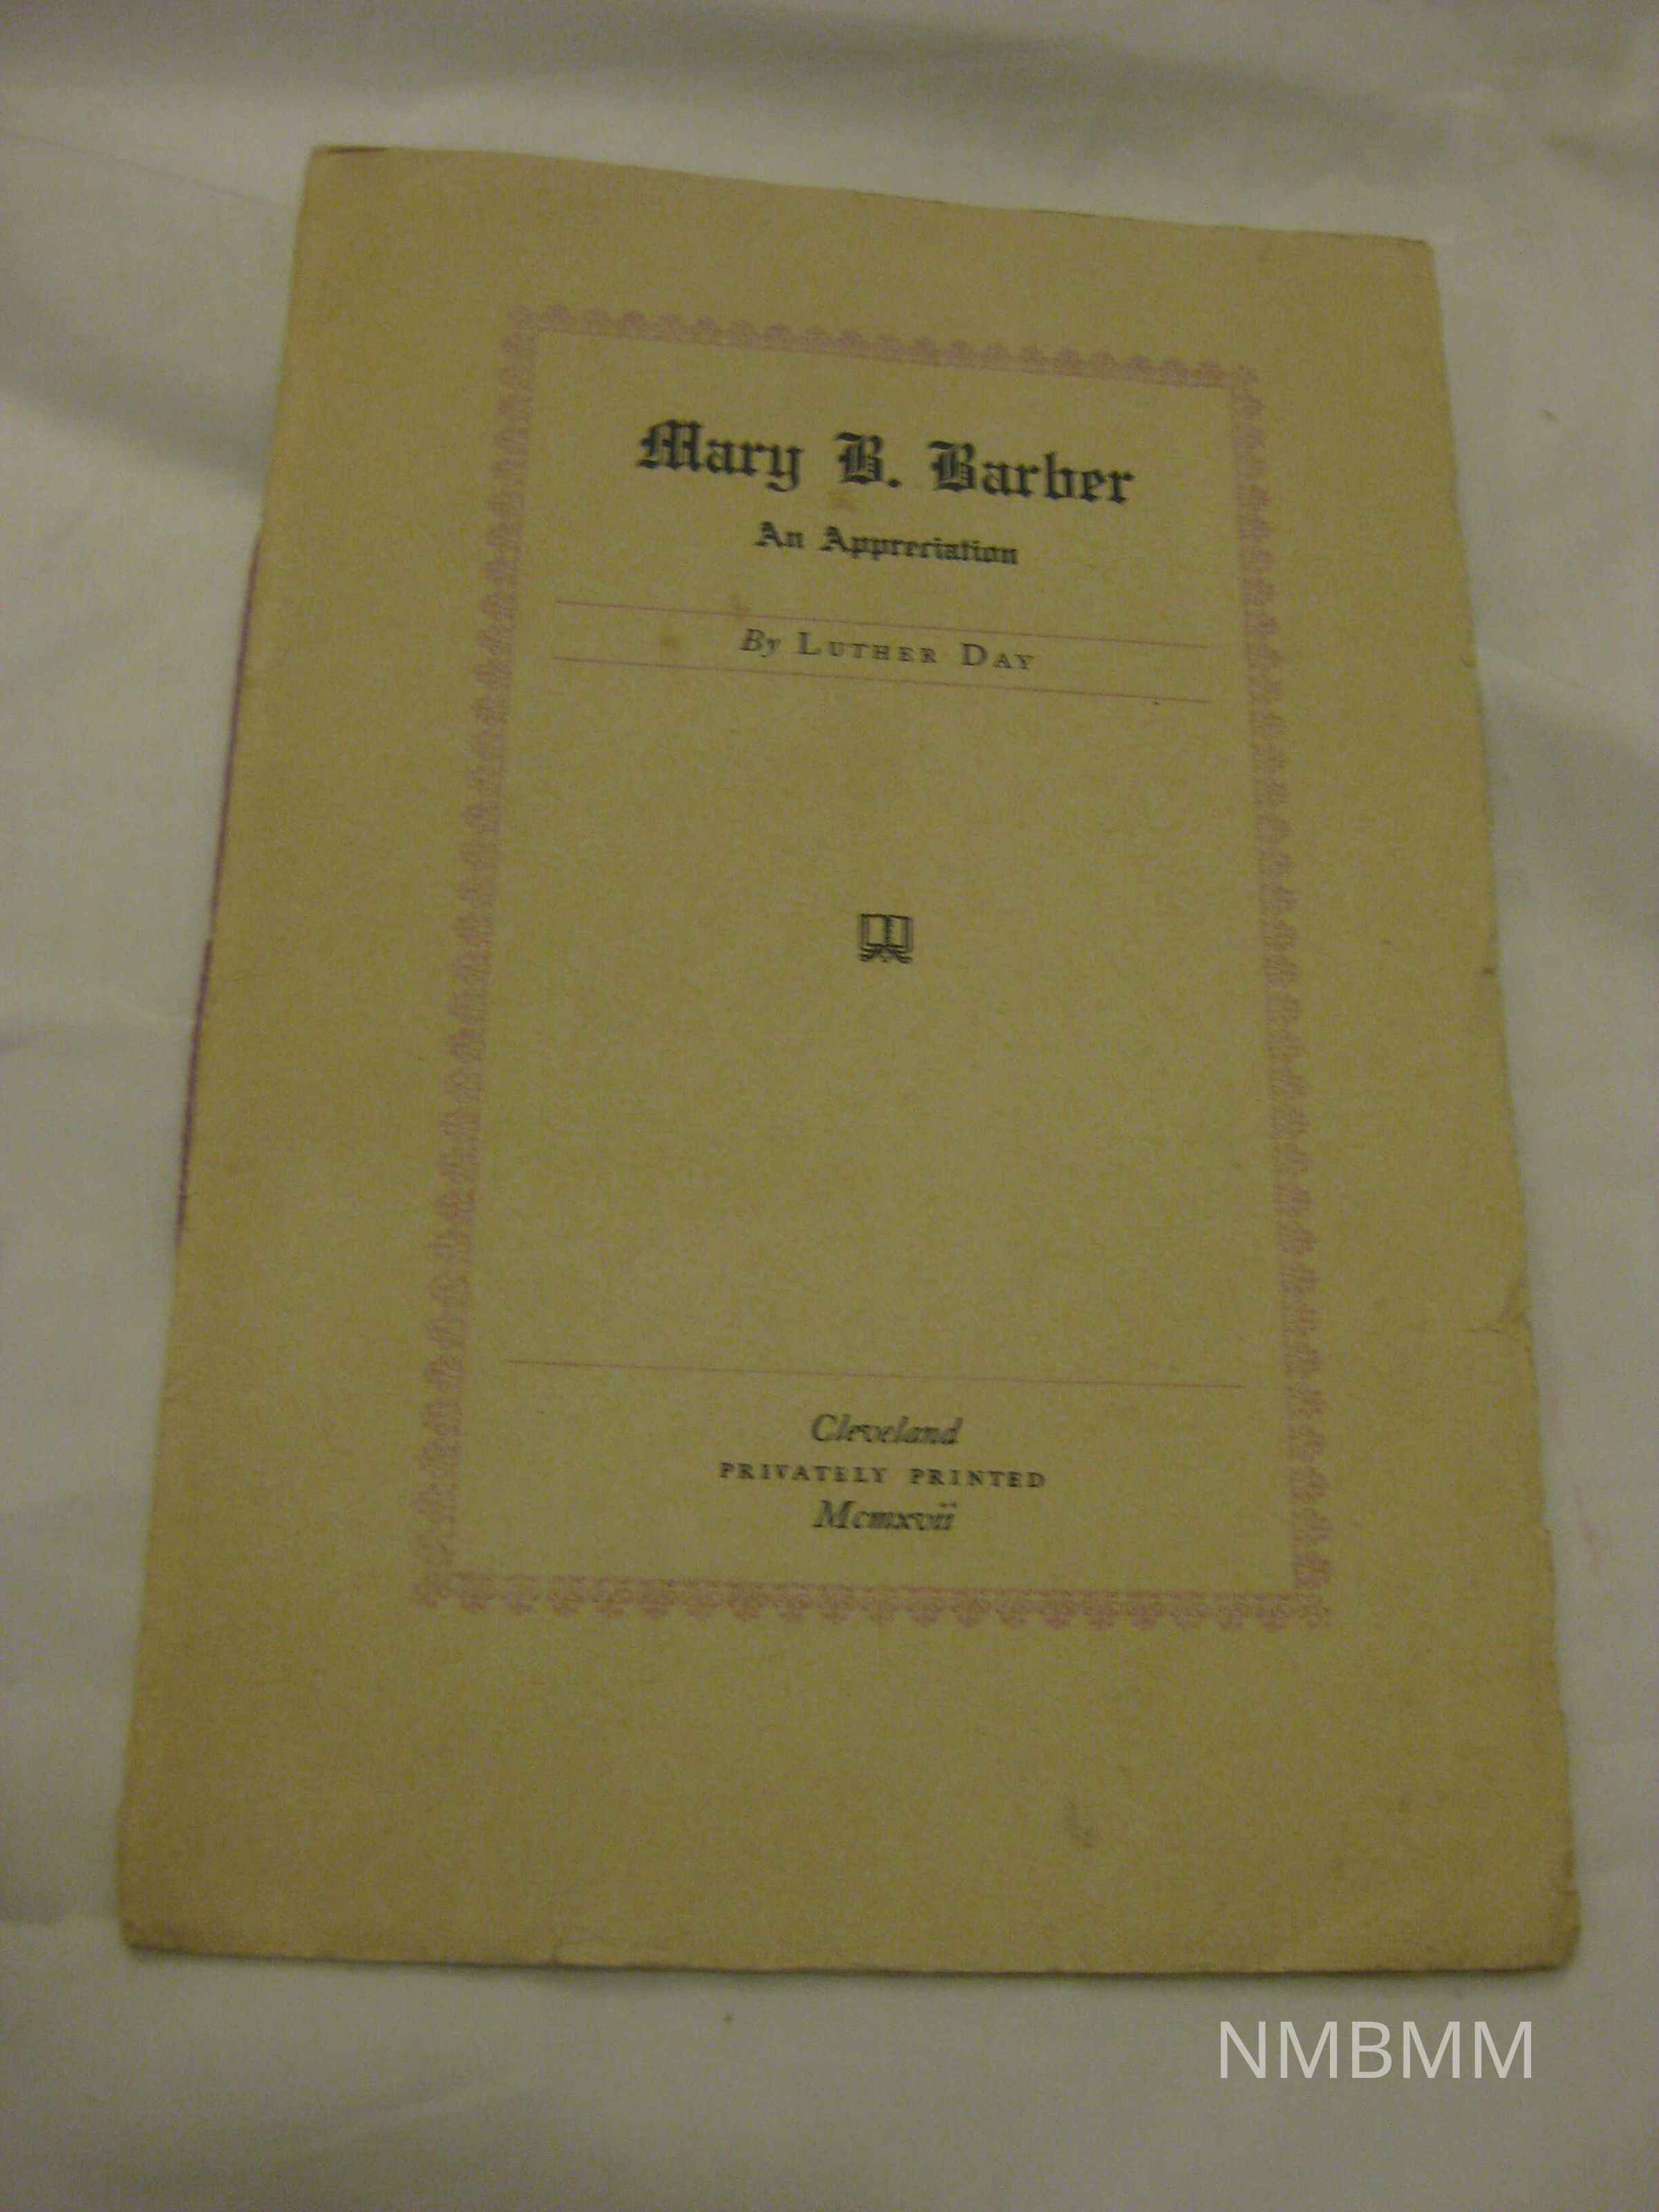 Mary B. Barber
An Appreciation
By LUTHER DAY
Cleveland
PRIVATELY PRINTED
Mcmxvii
NMBMM